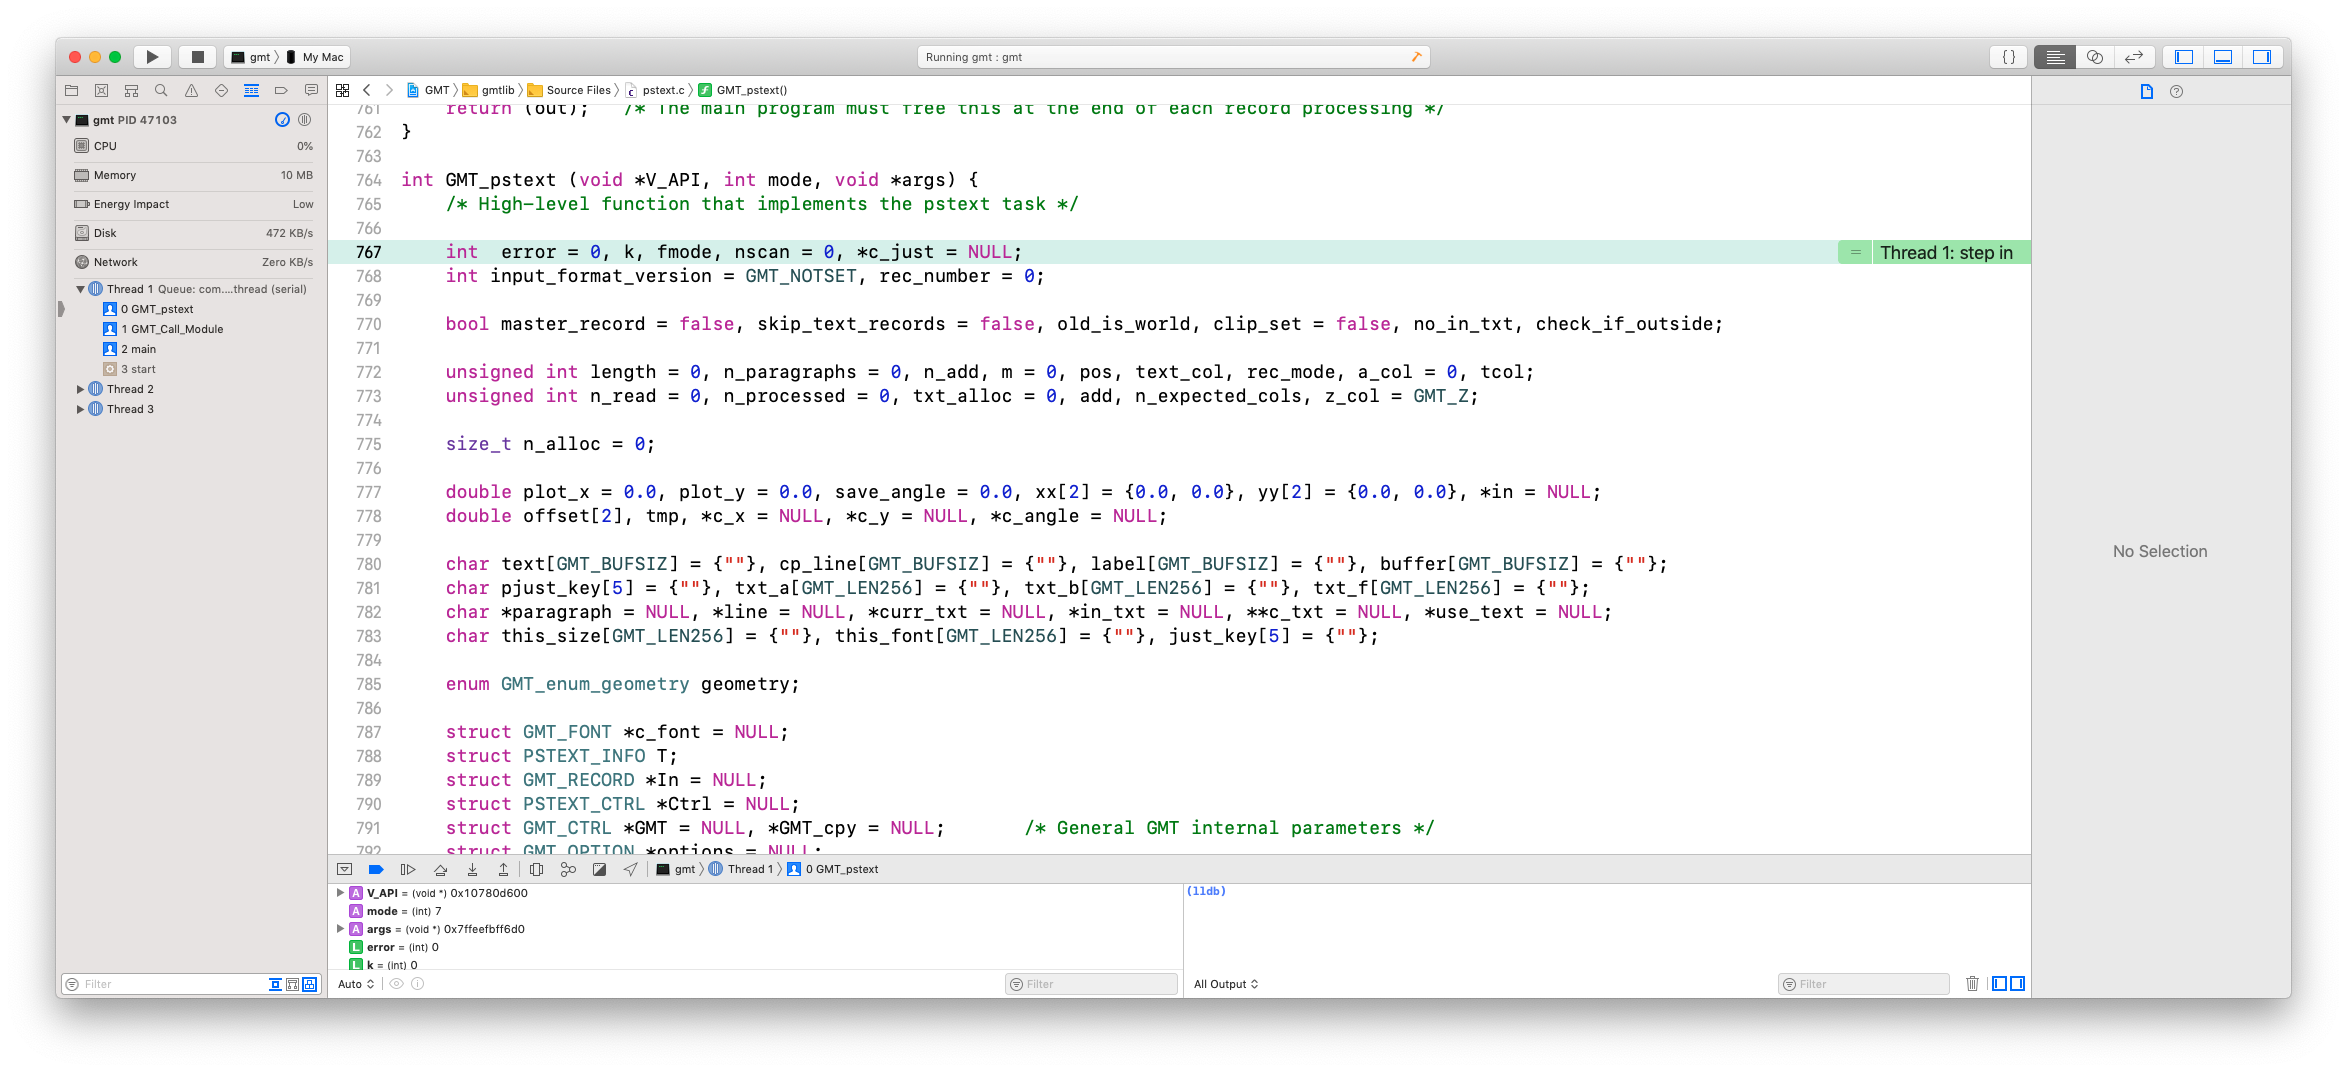 gmt 〉 My Mac
Running gmt : gmt
{ }
GMT 〉 gmtlib 〉 Source Files 〉 pstext.c 〉 GMT_pstext()
gmt PID 47103
CPU 0%
Memory 10 MB
Energy Impact Low
Disk 472 KB/s
Network Zero KB/s
Thread 1 Queue: com....thread (serial)
0 GMT_pstext
1 GMT_Call_Module
2 main
3 start
Thread 2
Thread 3
Filter
761 return (out); /* The main program must free this at the end of each record processing */
762 }
763
764 int GMT_pstext (void *V_API, int mode, void *args) {
765 /* High-level function that implements the pstext task */
766
767 int  error = 0, k, fmode, nscan = 0, *c_just = NULL; = Thread 1: step in
768 int input_format_version = GMT_NOTSET, rec_number = 0;
769
770 bool master_record = false, skip_text_records = false, old_is_world, clip_set = false, no_in_txt, check_if_outside;
771
772 unsigned int length = 0, n_paragraphs = 0, n_add, m = 0, pos, text_col, rec_mode, a_col = 0, tcol;
773 unsigned int n_read = 0, n_processed = 0, txt_alloc = 0, add, n_expected_cols, z_col = GMT_Z;
774
775 size_t n_alloc = 0;
776
777 double plot_x = 0.0, plot_y = 0.0, save_angle = 0.0, xx[2] = {0.0, 0.0}, yy[2] = {0.0, 0.0}, *in = NULL;
778 double offset[2], tmp, *c_x = NULL, *c_y = NULL, *c_angle = NULL;
779
780 char text[GMT_BUFSIZ] = {""}, cp_line[GMT_BUFSIZ] = {""}, label[GMT_BUFSIZ] = {""}, buffer[GMT_BUFSIZ] = {""};
781 char pjust_key[5] = {""}, txt_a[GMT_LEN256] = {""}, txt_b[GMT_LEN256] = {""}, txt_f[GMT_LEN256] = {""};
782 char *paragraph = NULL, *line = NULL, *curr_txt = NULL, *in_txt = NULL, **c_txt = NULL, *use_text = NULL;
783 char this_size[GMT_LEN256] = {""}, this_font[GMT_LEN256] = {""}, just_key[5] = {""};
784
785 enum GMT_enum_geometry geometry;
786
787 struct GMT_FONT *c_font = NULL;
788 struct PSTEXT_INFO T;
789 struct GMT_RECORD *In = NULL;
790 struct PSTEXT_CTRL *Ctrl = NULL;
791 struct GMT_CTRL *GMT = NULL, *GMT_cpy = NULL; /* General GMT internal parameters */
792 struct GMT_OPTION *options = NULL;
No Selection
gmt 〉 Thread 1 〉 0 GMT_pstext
A V_API = (void *) 0x10780d600
A mode = (int) 7
A args = (void *) 0x7ffeefbff6d0
L error = (int) 0
L k = (int) 0
Auto
Filter
(lldb)
All Output
Filter